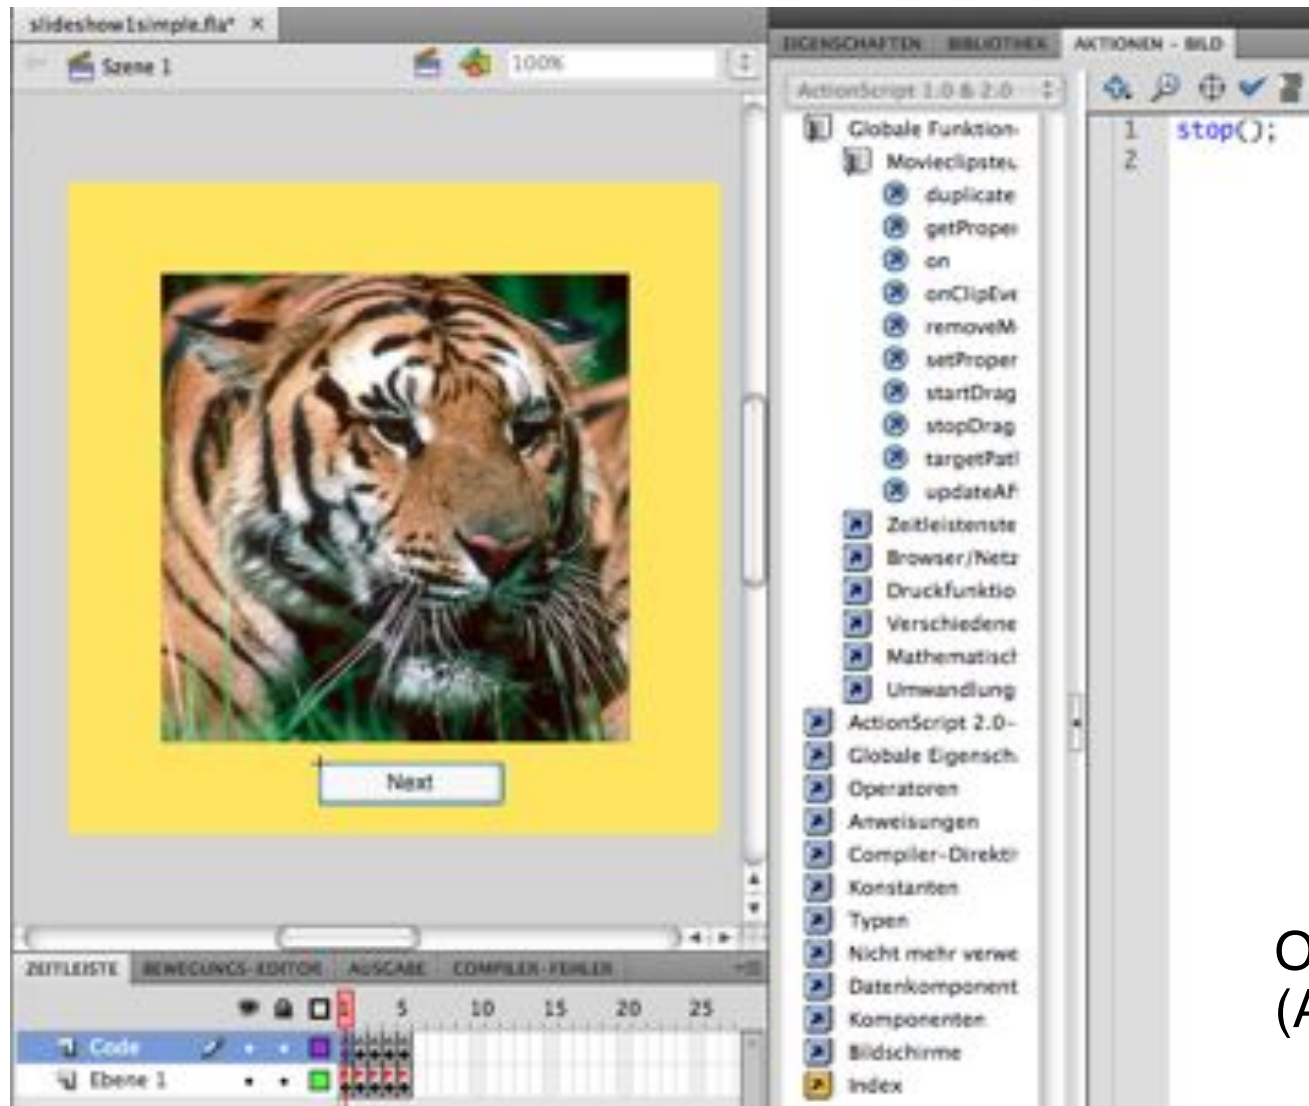 slideshow1simple.fla* ×
Szene 1
100%
Next
ZEITLEISTE BEWEGUNGS-EDITOR AUSGABE COMPILER-FEHLER
1 5 10 15 20 25
Code
Ebene 1
EIGENSCHAFTEN BIBLIOTHEK AKTIONEN - BILD
ActionScript 1.0 & 2.0
Globale Funktion
Movieclipsteu
duplicate
getProper
on
onClipEve
removeM
setProper
startDrag
stopDrag
targetPatl
updateAf
Zeitleistenste
Browser/Netz
Druckfunktio
Verschiedene
Mathematisch
Umwandlung
ActionScript 2.0-
Globale Eigensch
Operatoren
Anweisungen
Compiler-Direkti
Konstanten
Typen
Nicht mehr verwe
Datenkomponent
Komponenten
Bildschirme
Index
1 stop();
2
O
(A